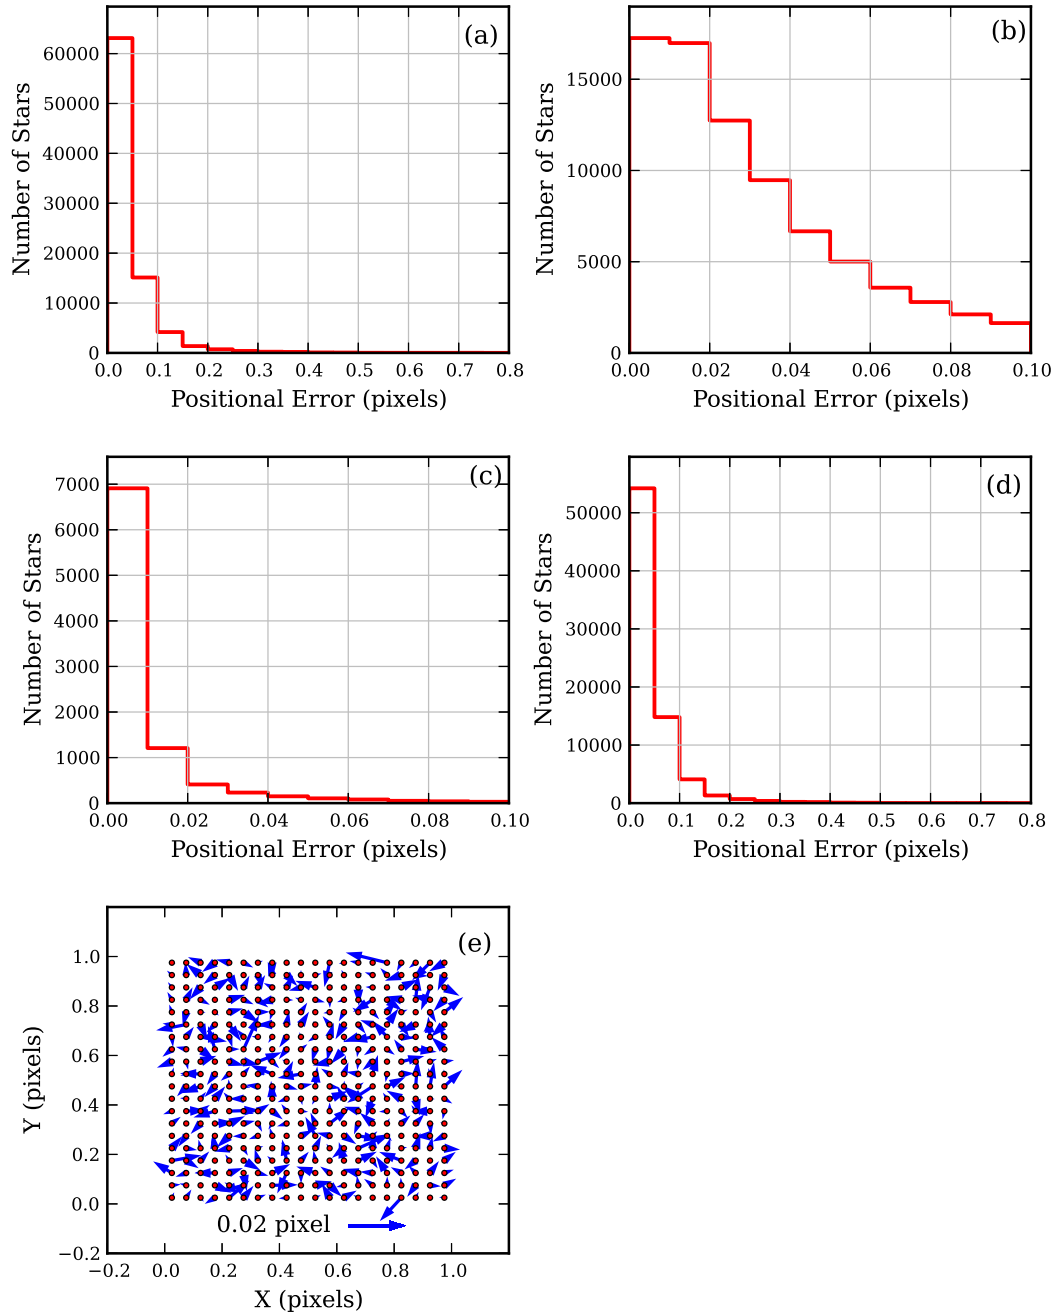 (a)
Number of Stars
60000
50000
40000
30000
20000
10000
0
0.0 0.1 0.2 0.3 0.4 0.5 0.6 0.7 0.8
Positional Error (pixels)
(b)
Number of Stars
15000
10000
5000
0
0.00 0.02 0.04 0.06 0.08 0.10
Positional Error (pixels)
(c)
Number of Stars
7000
6000
5000
4000
3000
2000
1000
0
0.00 0.02 0.04 0.06 0.08 0.10
Positional Error (pixels)
(d)
Number of Stars
50000
40000
30000
20000
10000
0
0.0 0.1 0.2 0.3 0.4 0.5 0.6 0.7 0.8
Positional Error (pixels)
(e)
Y (pixels)
1.0
0.8
0.6
0.4
0.2
0.0
−0.2
0.02 pixel
−0.2 0.0 0.2 0.4 0.6 0.8 1.0
X (pixels)